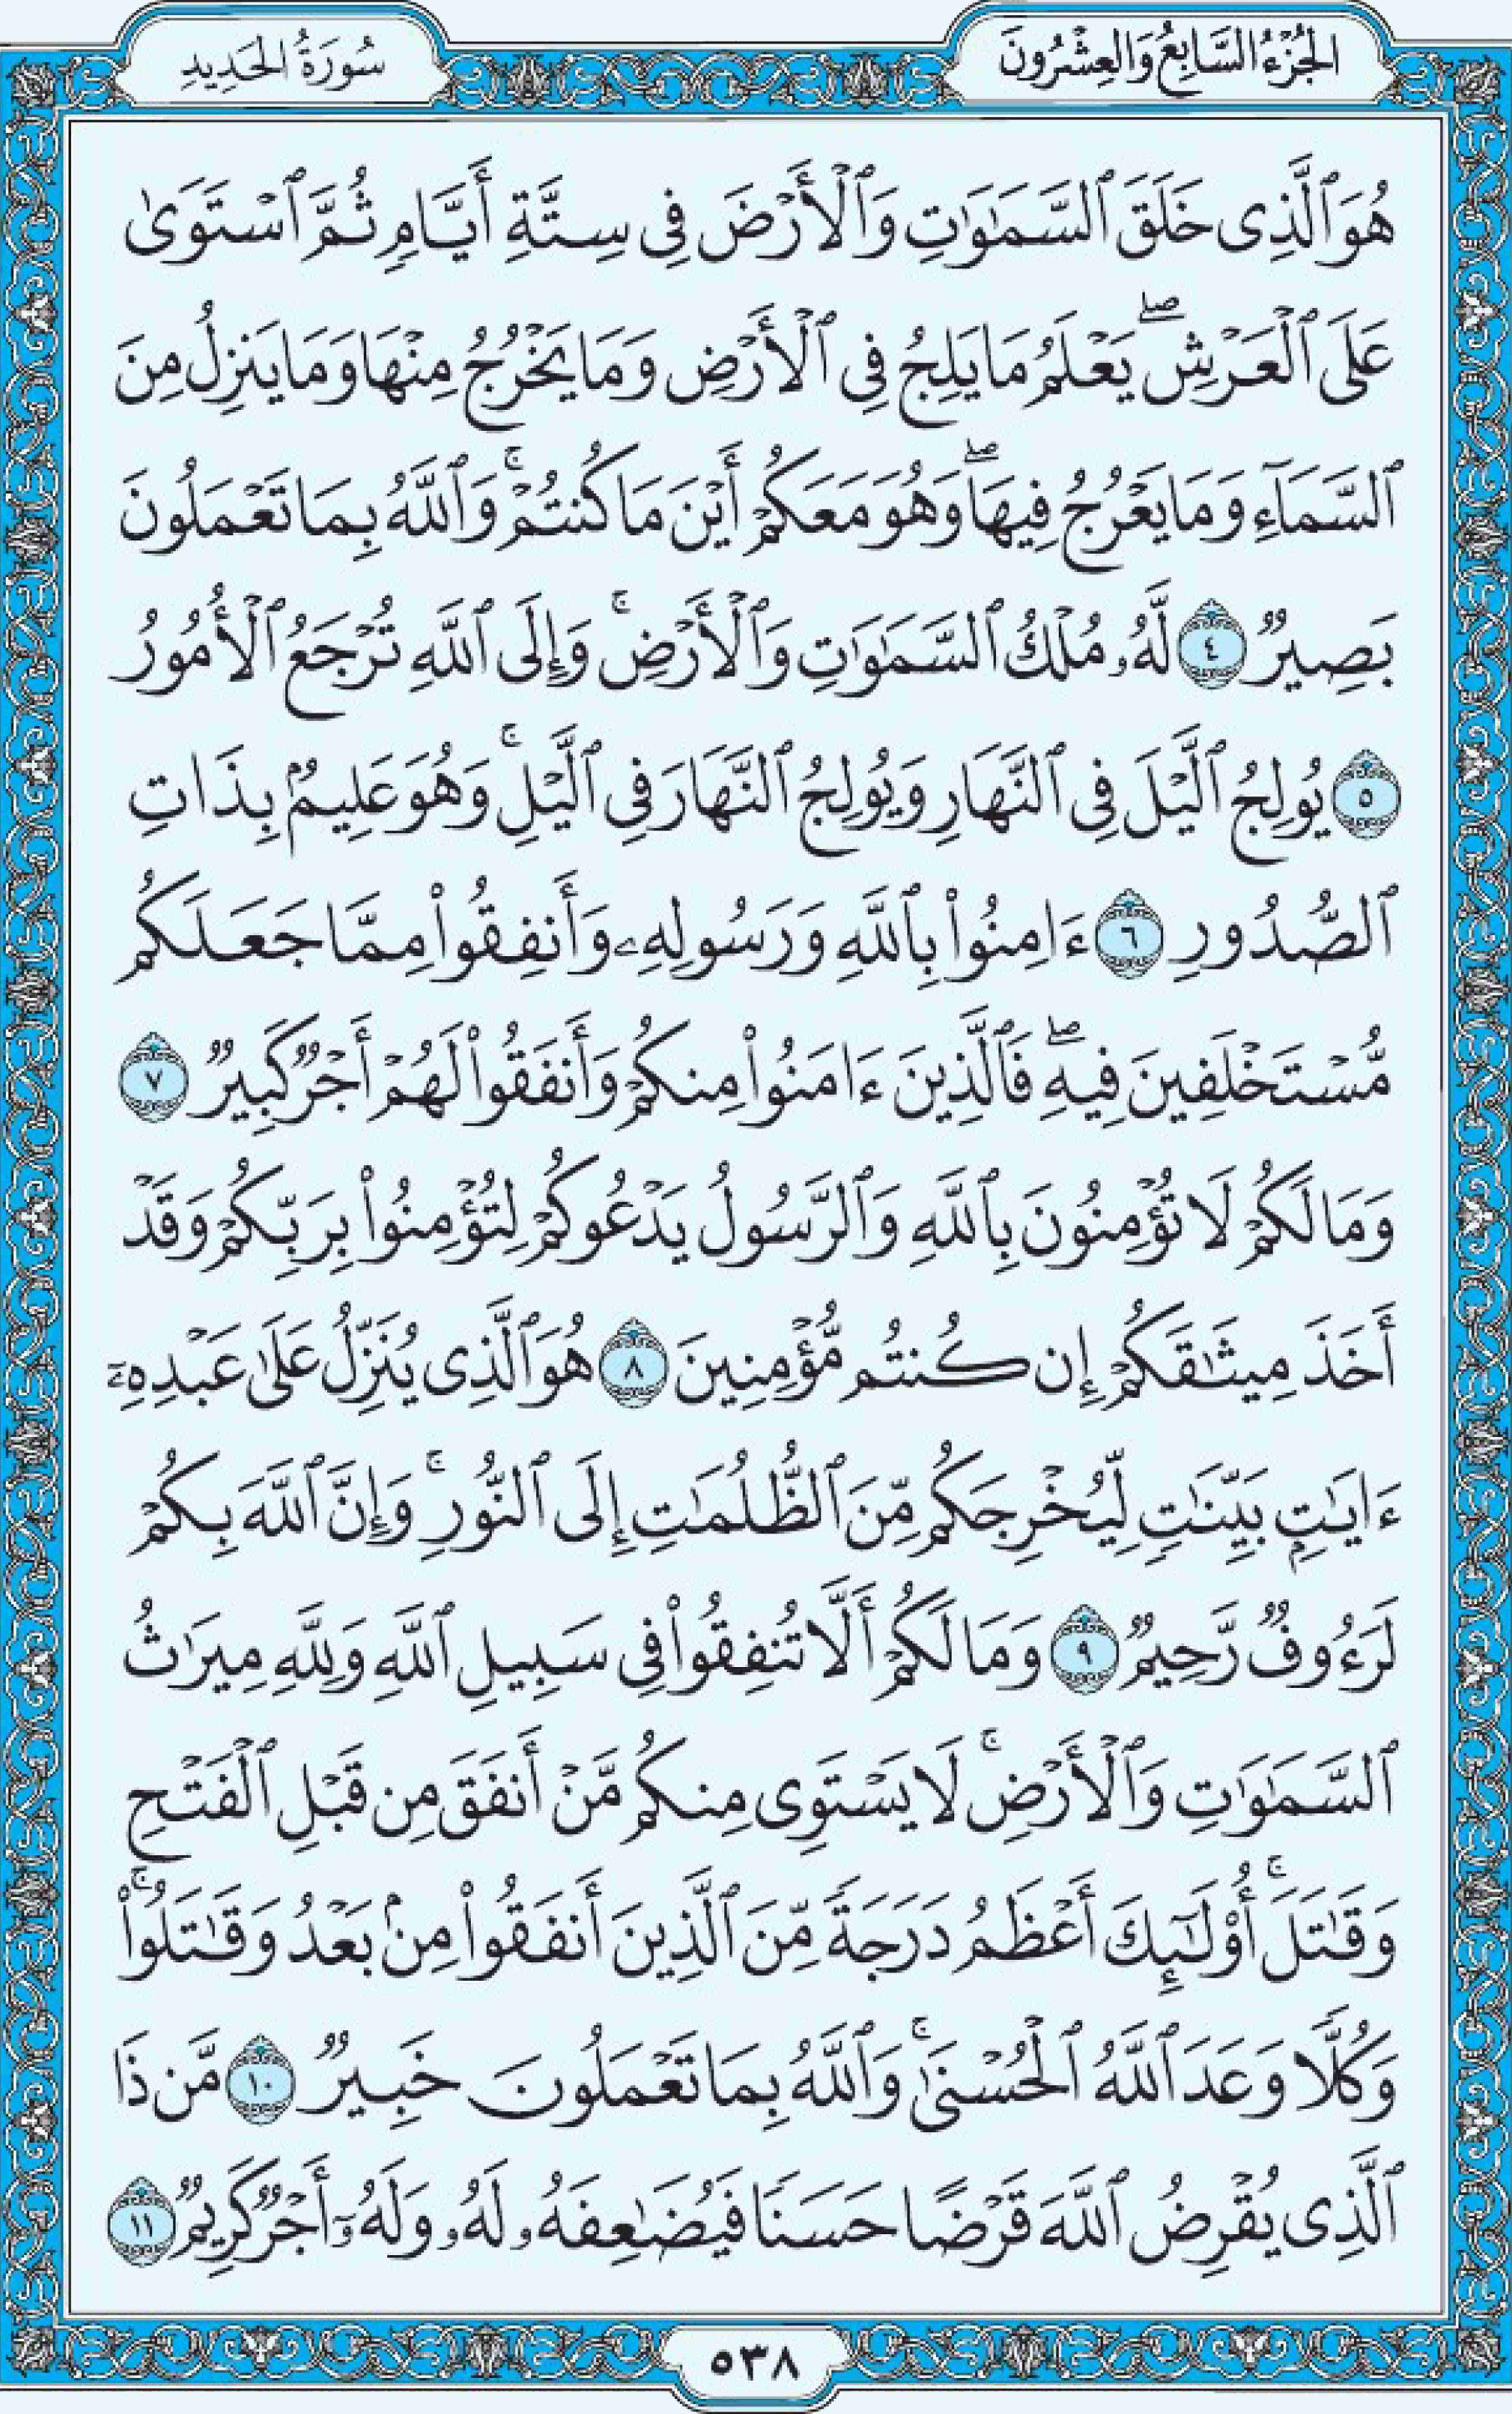 الجُزْءُ السَّابِعُ وَالعِشْرُونَ
سُورَةُ الحَدِيدِ
هُوَ ٱلَّذِى خَلَقَ ٱلسَّمَٰوَٰتِ وَٱلْأَرْضَ فِى سِتَّةِ أَيَّامٍ ثُمَّ ٱسْتَوَىٰ
عَلَى ٱلْعَرْشِ ۖ يَعْلَمُ مَا يَلِجُ فِى ٱلْأَرْضِ وَمَا يَخْرُجُ مِنْهَا وَمَا يَنزِلُ مِنَ
ٱلسَّمَآءِ وَمَا يَعْرُجُ فِيهَا ۖ وَهُوَ مَعَكُمْ أَيْنَ مَا كُنتُمْ ۚ وَٱللَّهُ بِمَا تَعْمَلُونَ
بَصِيرٌ ٤ لَّهُۥ مُلْكُ ٱلسَّمَٰوَٰتِ وَٱلْأَرْضِ ۚ وَإِلَى ٱللَّهِ تُرْجَعُ ٱلْأُمُورُ
٥ يُولِجُ ٱلَّيْلَ فِى ٱلنَّهَارِ وَيُولِجُ ٱلنَّهَارَ فِى ٱلَّيْلِ ۚ وَهُوَ عَلِيمٌۢ بِذَاتِ
ٱلصُّدُورِ ٦ ءَامِنُوا۟ بِٱللَّهِ وَرَسُولِهِۦ وَأَنفِقُوا۟ مِمَّا جَعَلَكُم
مُّسْتَخْلَفِينَ فِيهِ ۖ فَٱلَّذِينَ ءَامَنُوا۟ مِنكُمْ وَأَنفَقُوا۟ لَهُمْ أَجْرٌ كَبِيرٌ ٧
وَمَا لَكُمْ لَا تُؤْمِنُونَ بِٱللَّهِ وَٱلرَّسُولُ يَدْعُوكُمْ لِتُؤْمِنُوا۟ بِرَبِّكُمْ وَقَدْ
أَخَذَ مِيثَٰقَكُمْ إِن كُنتُم مُّؤْمِنِينَ ٨ هُوَ ٱلَّذِى يُنَزِّلُ عَلَىٰ عَبْدِهِۦٓ
ءَايَٰتٍۭ بَيِّنَٰتٍ لِّيُخْرِجَكُم مِّنَ ٱلظُّلُمَٰتِ إِلَى ٱلنُّورِ ۚ وَإِنَّ ٱللَّهَ بِكُمْ
لَرَءُوفٌ رَّحِيمٌ ٩ وَمَا لَكُمْ أَلَّا تُنفِقُوا۟ فِى سَبِيلِ ٱللَّهِ وَلِلَّهِ مِيرَٰثُ
ٱلسَّمَٰوَٰتِ وَٱلْأَرْضِ ۚ لَا يَسْتَوِى مِنكُم مَّنْ أَنفَقَ مِن قَبْلِ ٱلْفَتْحِ
وَقَٰتَلَ ۚ أُو۟لَٰٓئِكَ أَعْظَمُ دَرَجَةً مِّنَ ٱلَّذِينَ أَنفَقُوا۟ مِنۢ بَعْدُ وَقَٰتَلُوا۟ ۚ
وَكُلًّا وَعَدَ ٱللَّهُ ٱلْحُسْنَىٰ ۚ وَٱللَّهُ بِمَا تَعْمَلُونَ خَبِيرٌ ١٠ مَّن ذَا
ٱلَّذِى يُقْرِضُ ٱللَّهَ قَرْضًا حَسَنًا فَيُضَٰعِفَهُۥ لَهُۥ وَلَهُۥٓ أَجْرٌ كَرِيمٌ ١١
٥٣٨